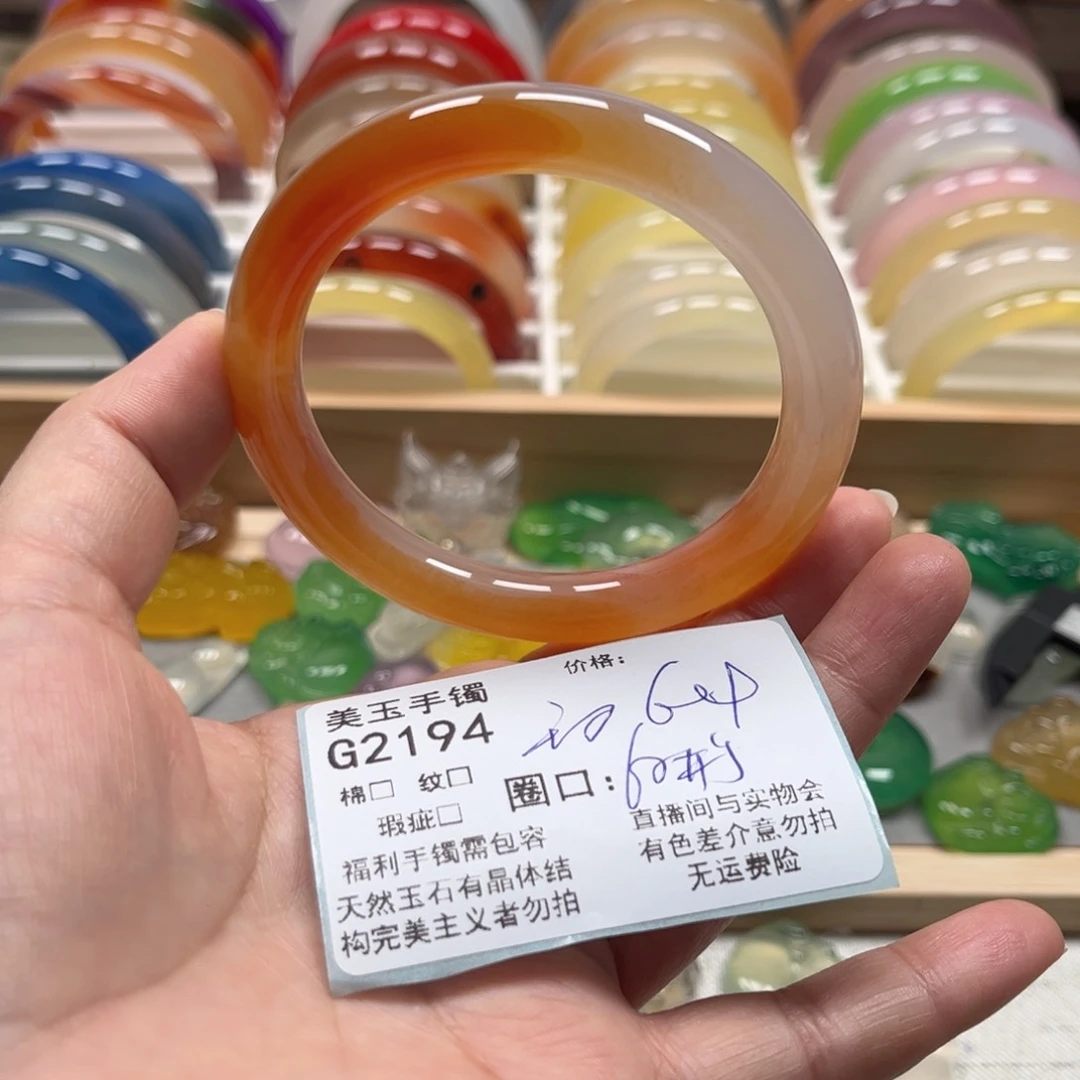 价格:
美玉手镯
G2194
棉□ 纹□
圈口:
瑕疵□
福利手镯需包容
天然玉石有晶体结
构完美主义者勿拍
直播间与实物会
有色差介意勿拍
无运费险